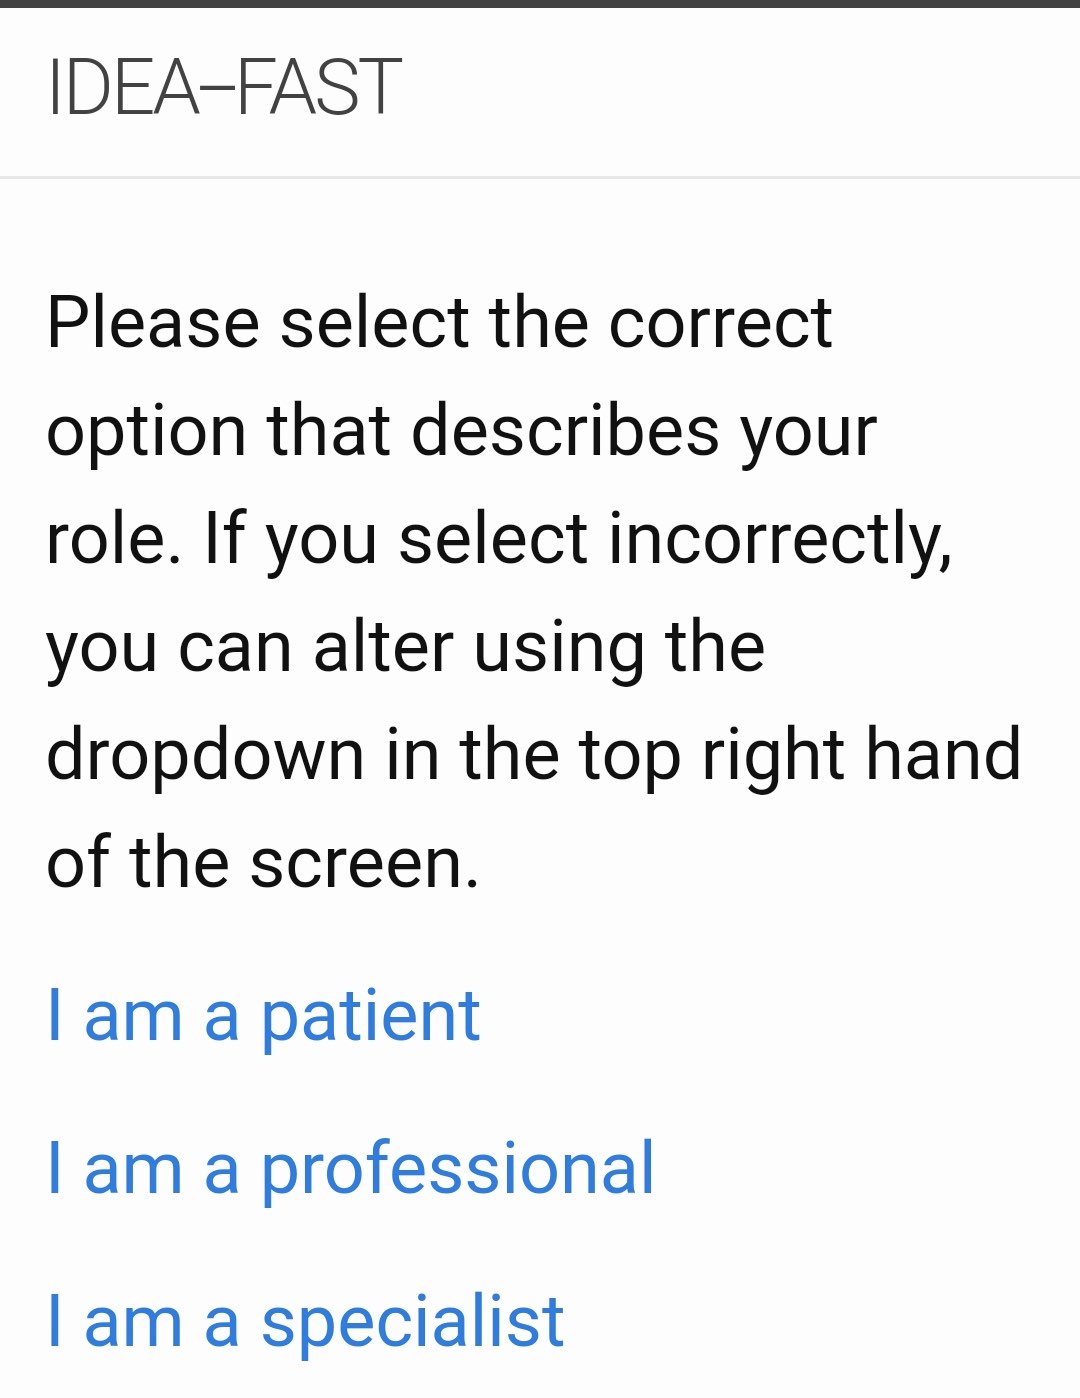 IDEA–FAST
Please select the correct
option that describes your
role. If you select incorrectly,
you can alter using the
dropdown in the top right hand
of the screen.
I am a patient
I am a professional
I am a specialist